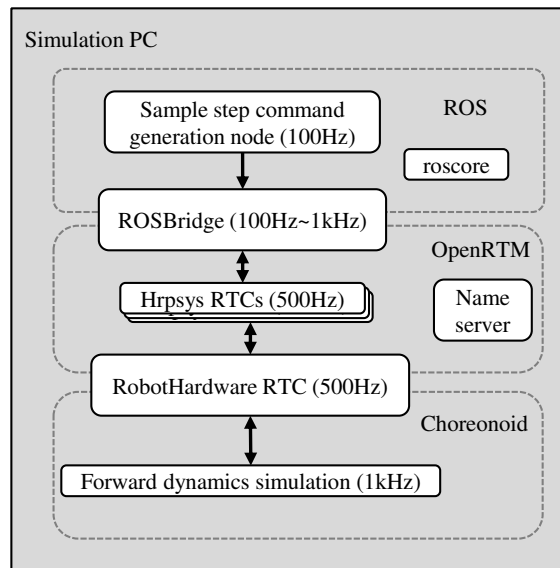 Simulation PC
Sample step command
generation node (100Hz)
ROS
roscore
ROSBridge (100Hz~1kHz)
OpenRTM
Hrpsys RTCs (500Hz)
Name
server
RobotHardware RTC (500Hz)
Choreonoid
Forward dynamics simulation (1kHz)